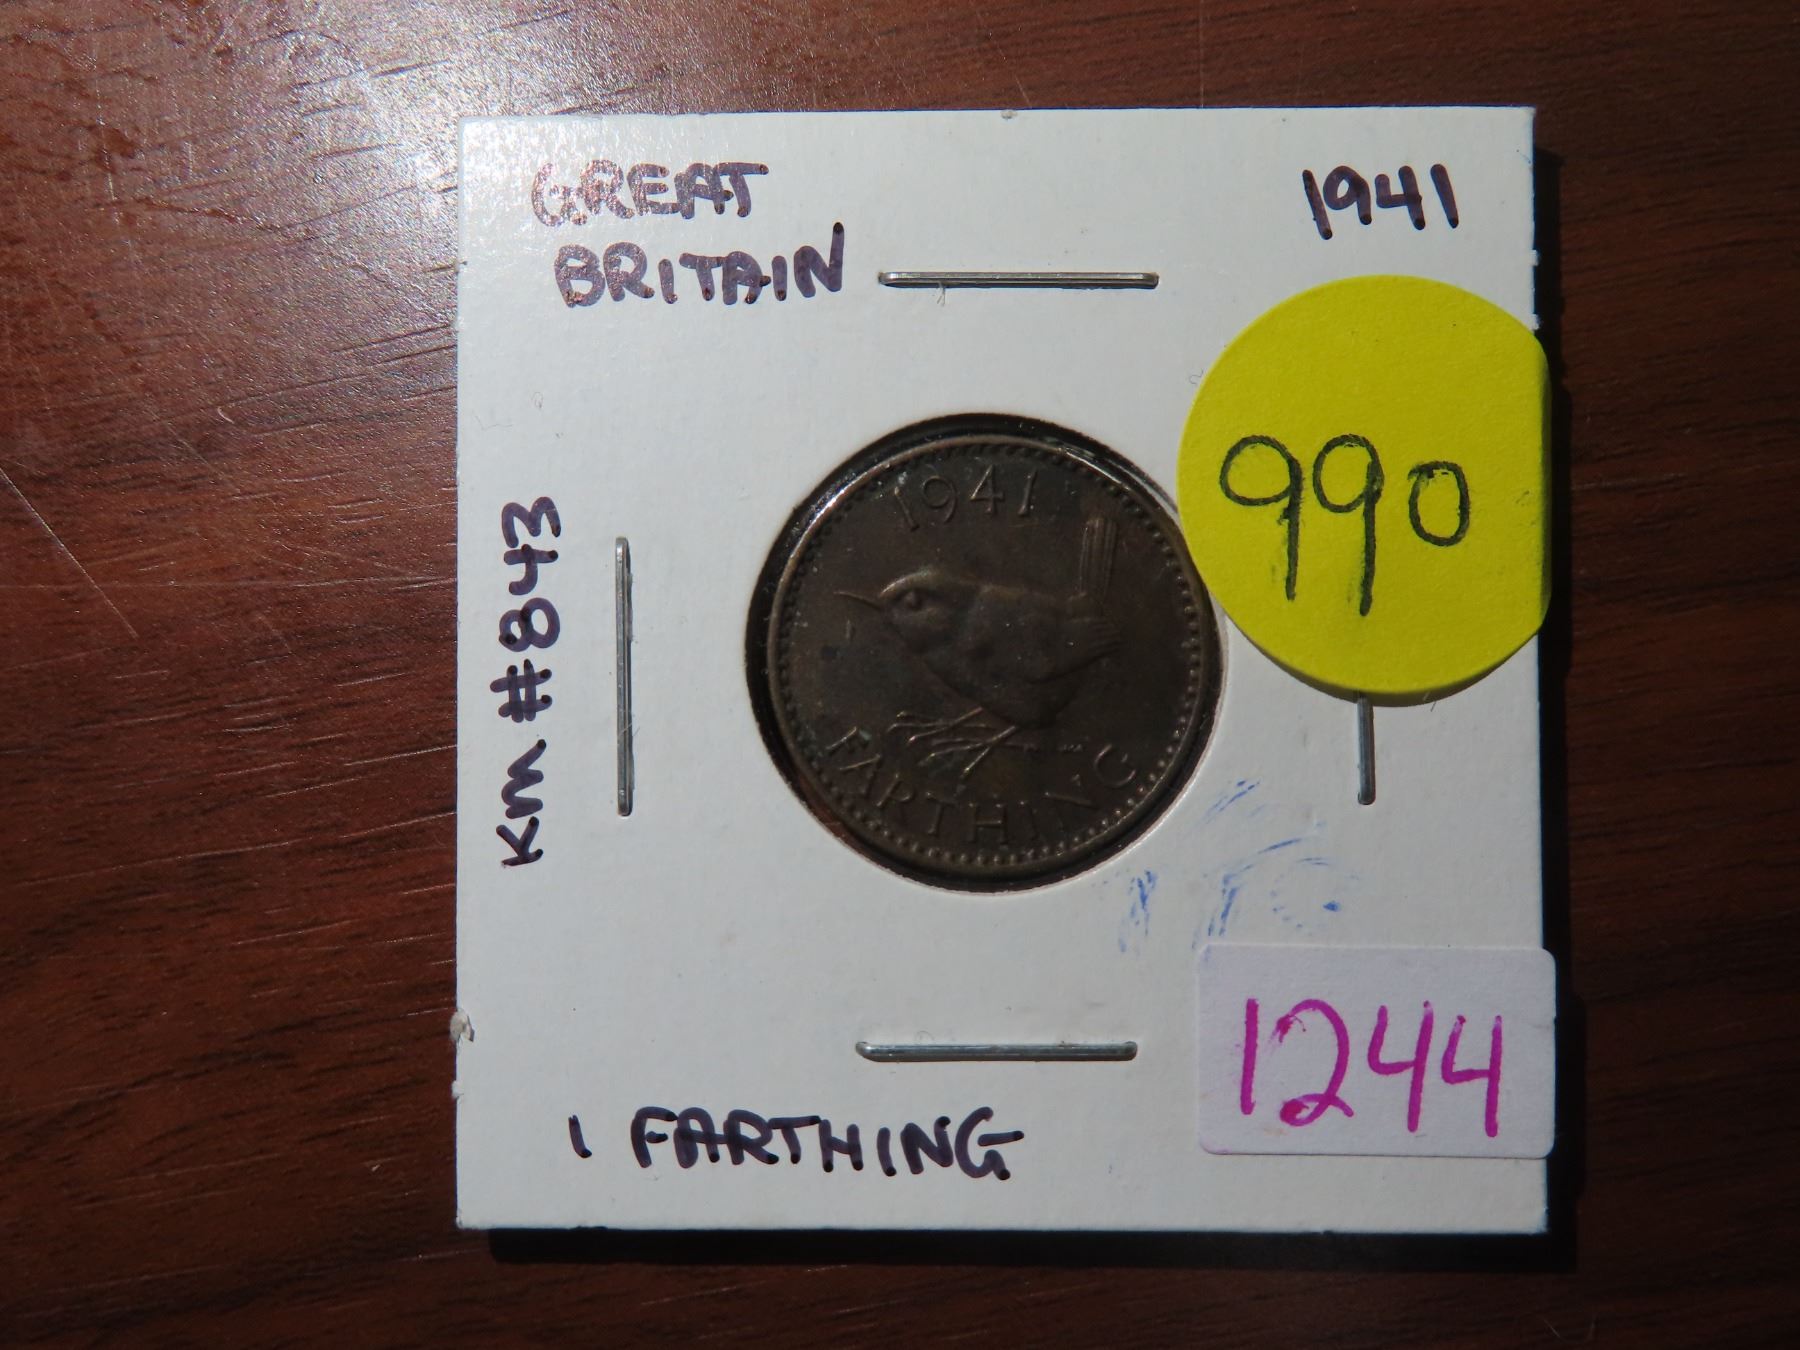 GREAT
BRITAIN
1941
KM #843
990
1941
FARTHING
1 FARTHING
1244